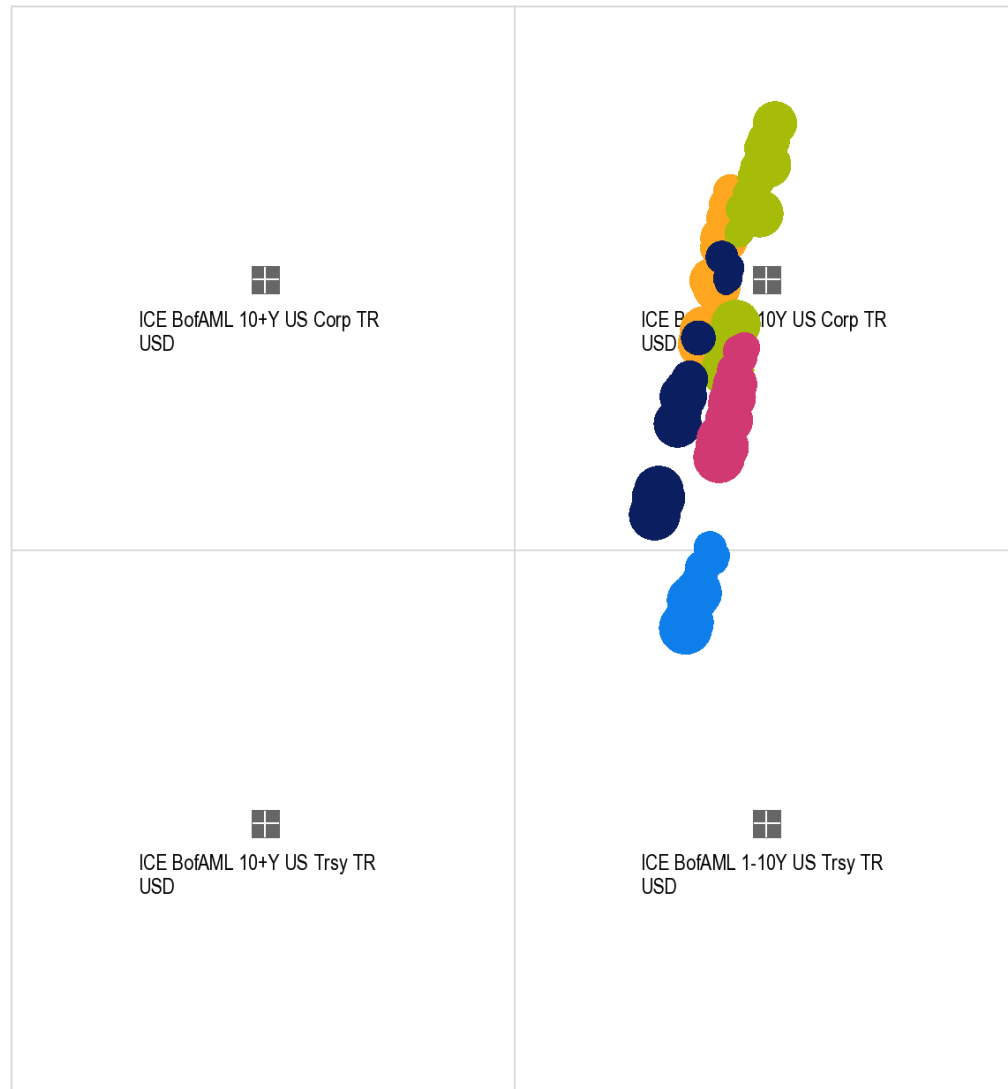 ICE BofAML 10+Y US Corp TR
USD
ICE B 10Y US Corp TR
USD
ICE BofAML 10+Y US Trsy TR
USD
ICE BofAML 1-10Y US Trsy TR
USD